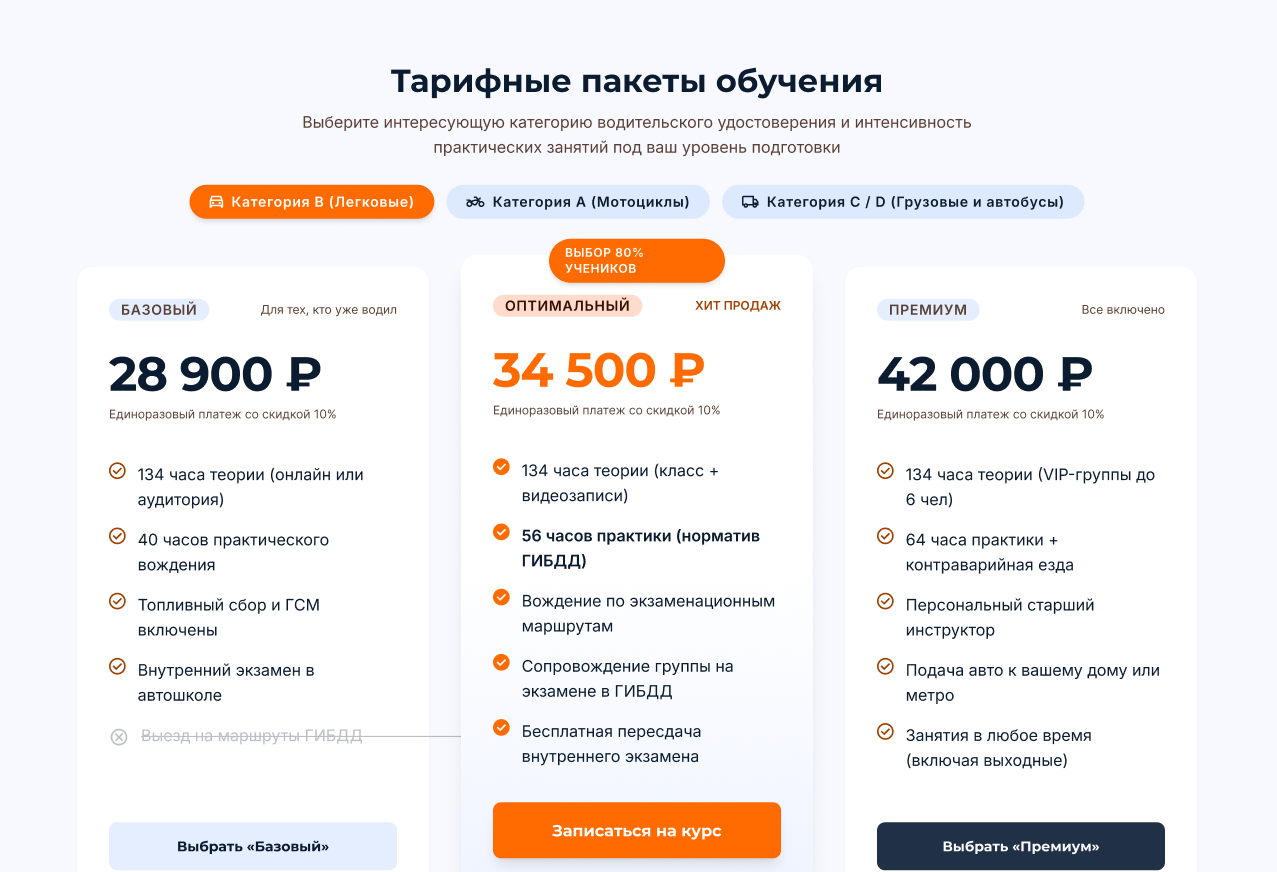 Тарифные пакеты обучения
Выберите интересующую категорию водительского удостоверения и интенсивность
практических занятий под ваш уровень подготовки
Категория B (Легковые)
Категория A (Мотоциклы)
Категория C / D (Грузовые и автобусы)
БАЗОВЫЙ
Для тех, кто уже водил
28 900 ₽
Единоразовый платеж со скидкой 10%
134 часа теории (онлайн или
аудитория)
40 часов практического
вождения
Топливный сбор и ГСМ
включены
Внутренний экзамен в
автошколе
Выезд на маршруты ГИБДД
Выбрать «Базовый»
ВЫБОР 80%
УЧЕНИКОВ
ОПТИМАЛЬНЫЙ
ХИТ ПРОДАЖ
34 500 ₽
Единоразовый платеж со скидкой 10%
134 часа теории (класс +
видеозаписи)
56 часов практики (норматив
ГИБДД)
Вождение по экзаменационным
маршрутам
Сопровождение группы на
экзамене в ГИБДД
Бесплатная пересдача
внутреннего экзамена
Записаться на курс
ПРЕМИУМ
Все включено
42 000 ₽
Единоразовый платеж со скидкой 10%
134 часа теории (VIP-группы до
6 чел)
64 часа практики +
контраварийная езда
Персональный старший
инструктор
Подача авто к вашему дому или
метро
Занятия в любое время
(включая выходные)
Выбрать «Премиум»